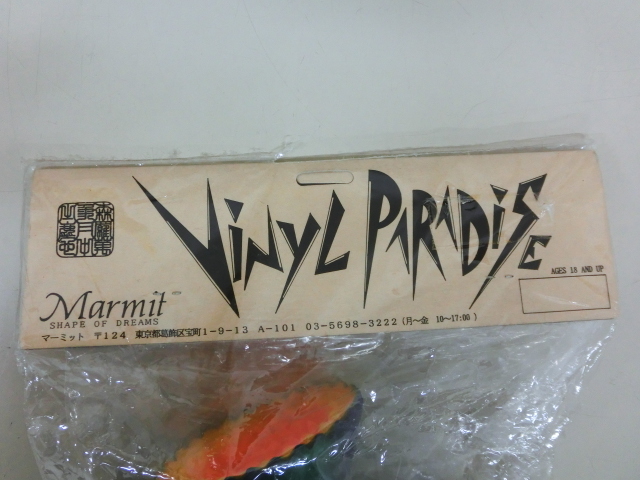 VINYL PARADISE
AGES 18 AND UP
Marmit
SHAPE OF DREAMS
マーミット 〒124 東京都葛飾区宝町1-9-13 A-101 03-5698-3222 (月~金 10~17:00)